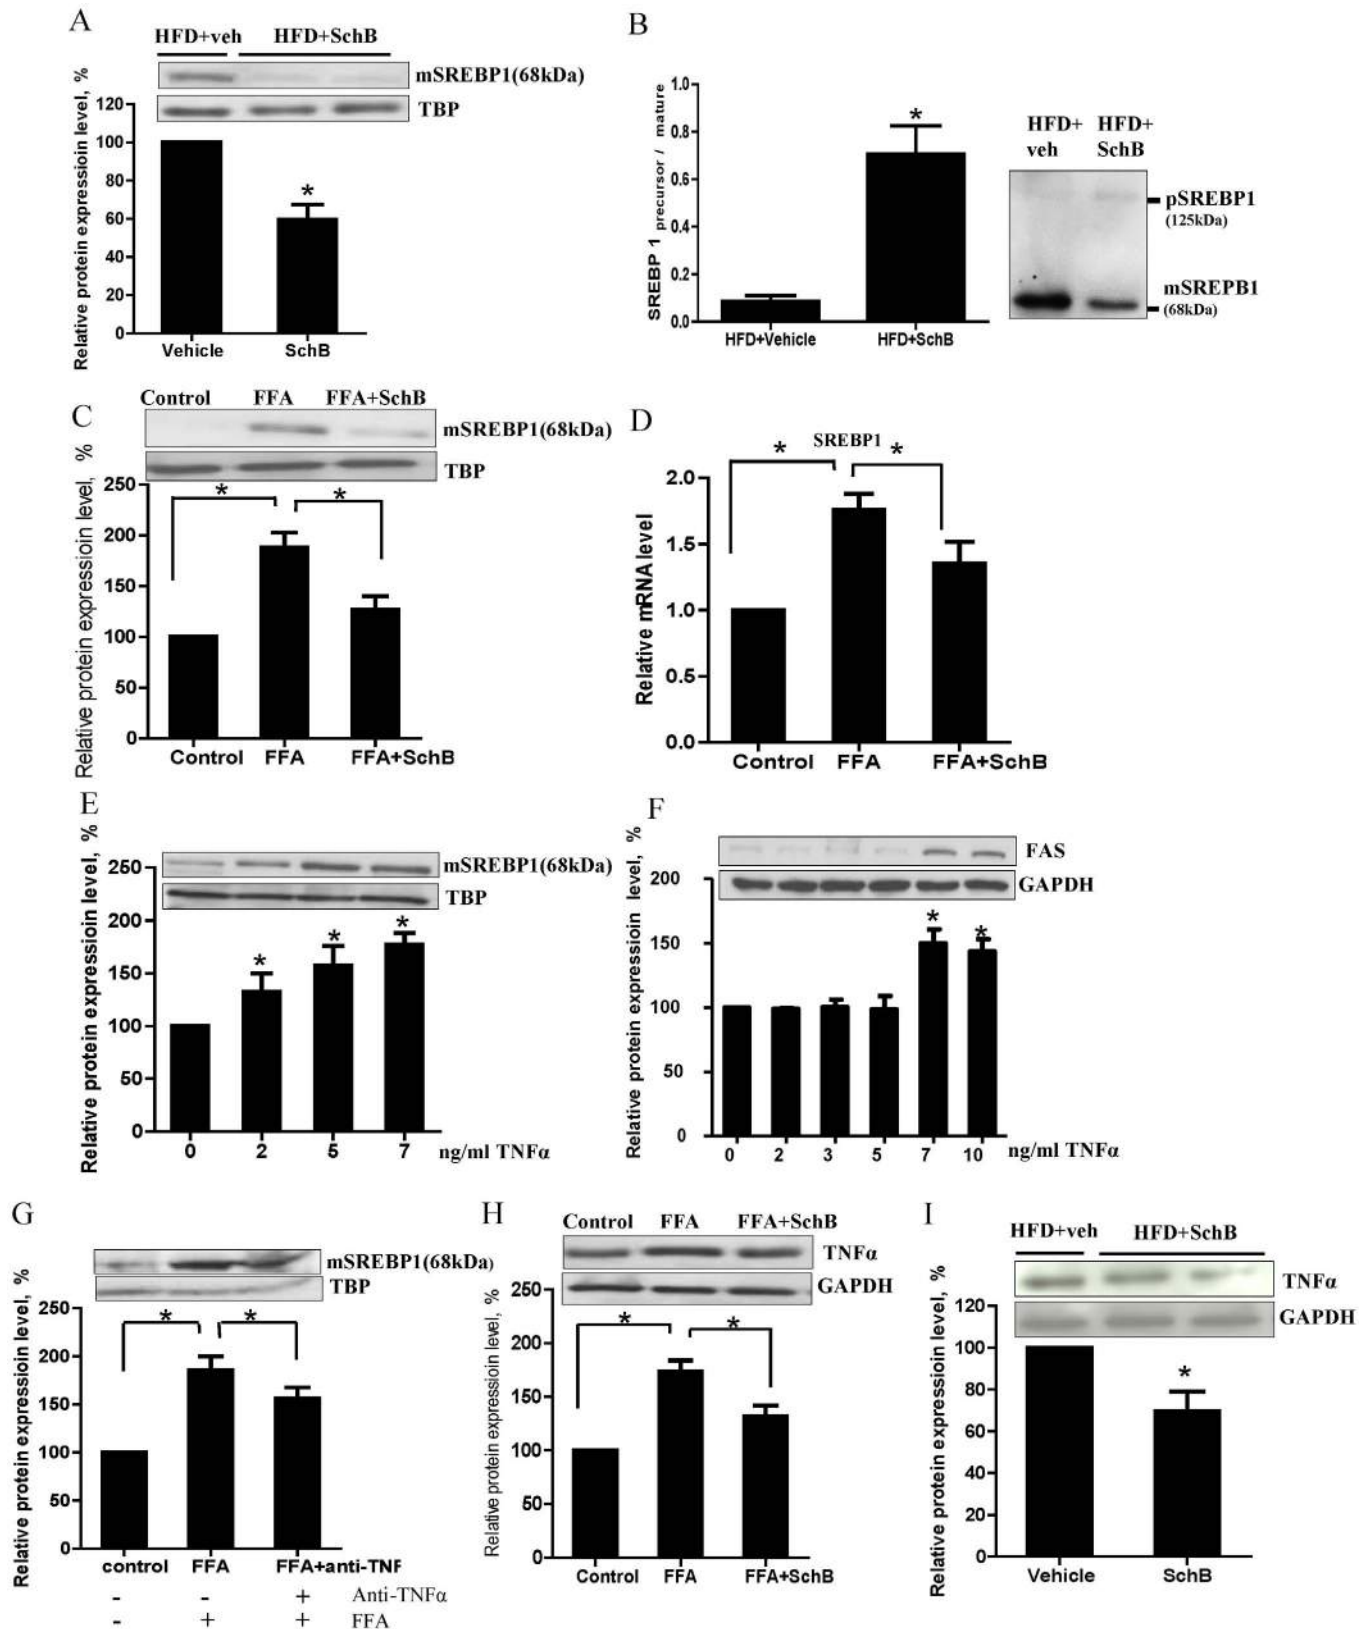 A
HFD+veh HFD+SchB
mSREBP1(68kDa)
TBP
Relative protein expressioin level, %
120
100
80
60
40
20
0
*
Vehicle SchB
B
SREBP 1 precursor / mature
1.0
0.8
0.6
0.4
0.2
0.0
*
HFD+Vehicle HFD+SchB
HFD+ HFD+
veh SchB
pSREBP1
(125kDa)
mSREPB1
(68kDa)
C
Control FFA FFA+SchB
mSREBP1(68kDa)
TBP
Relative protein expressioin level, %
250
200
150
100
50
0
* *
Control FFA FFA+SchB
D
SREBP1
* *
Relative mRNA level
2.0
1.5
1.0
0.5
0.0
Control FFA FFA+SchB
E
mSREBP1(68kDa)
TBP
Relative protein expressioin level, %
250
200
150
100
50
0
* * *
0 2 5 7 ng/ml TNFα
F
FAS
GAPDH
Relative protein expressioin level, %
200
150
100
50
0
* *
0 2 3 5 7 10 ng/ml TNFα
G
mSREBP1(68kDa)
TBP
Relative protein expressioin level, %
250
200
150
100
50
0
* *
control FFA FFA+anti-TNF
- - + Anti-TNFα
- + + FFA
H
Control FFA FFA+SchB
TNFα
GAPDH
Relative protein expressioin level, %
250
200
150
100
50
0
* *
Control FFA FFA+SchB
I
HFD+veh HFD+SchB
TNFα
GAPDH
Relative protein expressioin level, %
120
100
80
60
40
20
0
*
Vehicle SchB